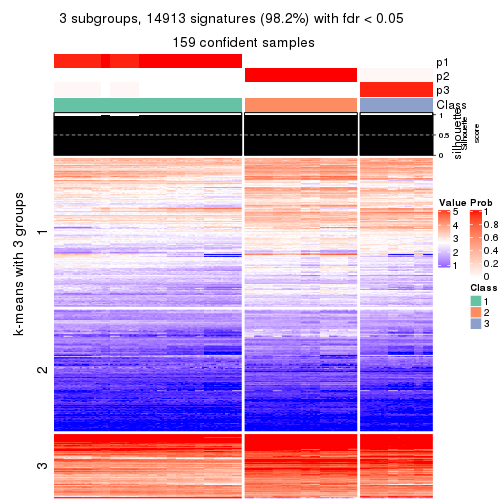 3 subgroups, 14913 signatures (98.2%) with fdr < 0.05
159 confident samples
p1
p2
p3
Class
silhouette
Silhouette
score
1
0.5
0
k-means with 3 groups
1
2
3
Value
5
4
3
2
1
Prob
1
0.8
0.6
0.4
0.2
0
Class
1
2
3